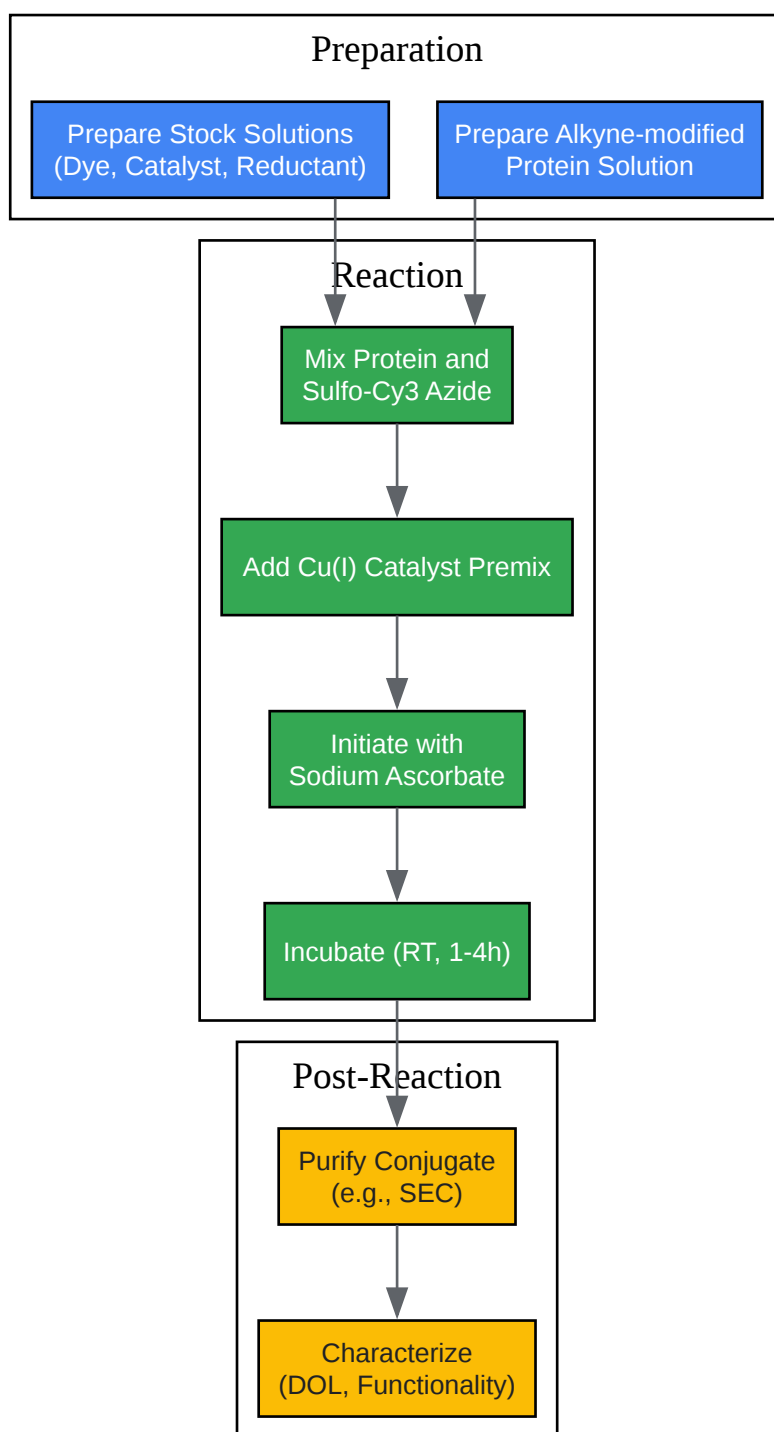 Preparation
Prepare Stock Solutions
(Dye, Catalyst, Reductant)
Prepare Alkyne-modified
Protein Solution
Reaction
Mix Protein and
Sulfo-Cy3 Azide
Add Cu(I) Catalyst Premix
Initiate with
Sodium Ascorbate
Incubate (RT, 1-4h)
Post-Reaction
Purify Conjugate
(e.g., SEC)
Characterize
(DOL, Functionality)